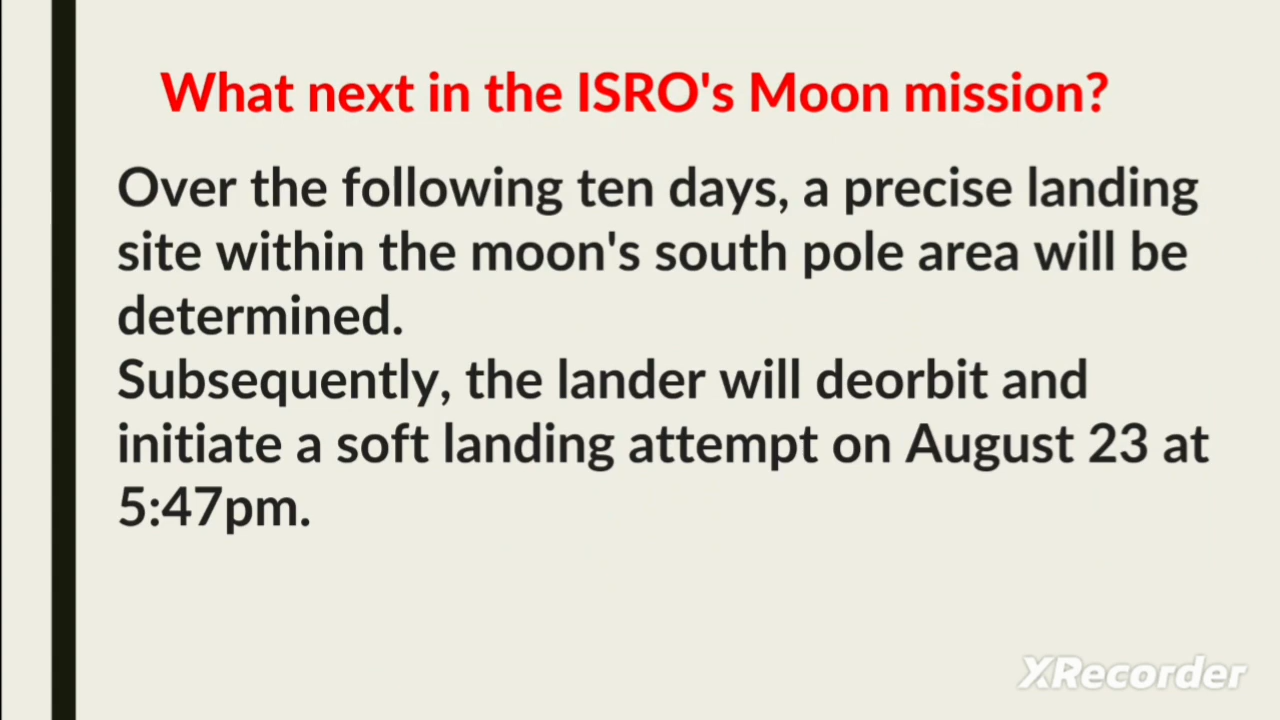 What next in the ISRO's Moon mission?
Over the following ten days, a precise landing
site within the moon's south pole area will be
determined.
Subsequently, the lander will deorbit and
initiate a soft landing attempt on August 23 at
5:47pm.
XRecorder